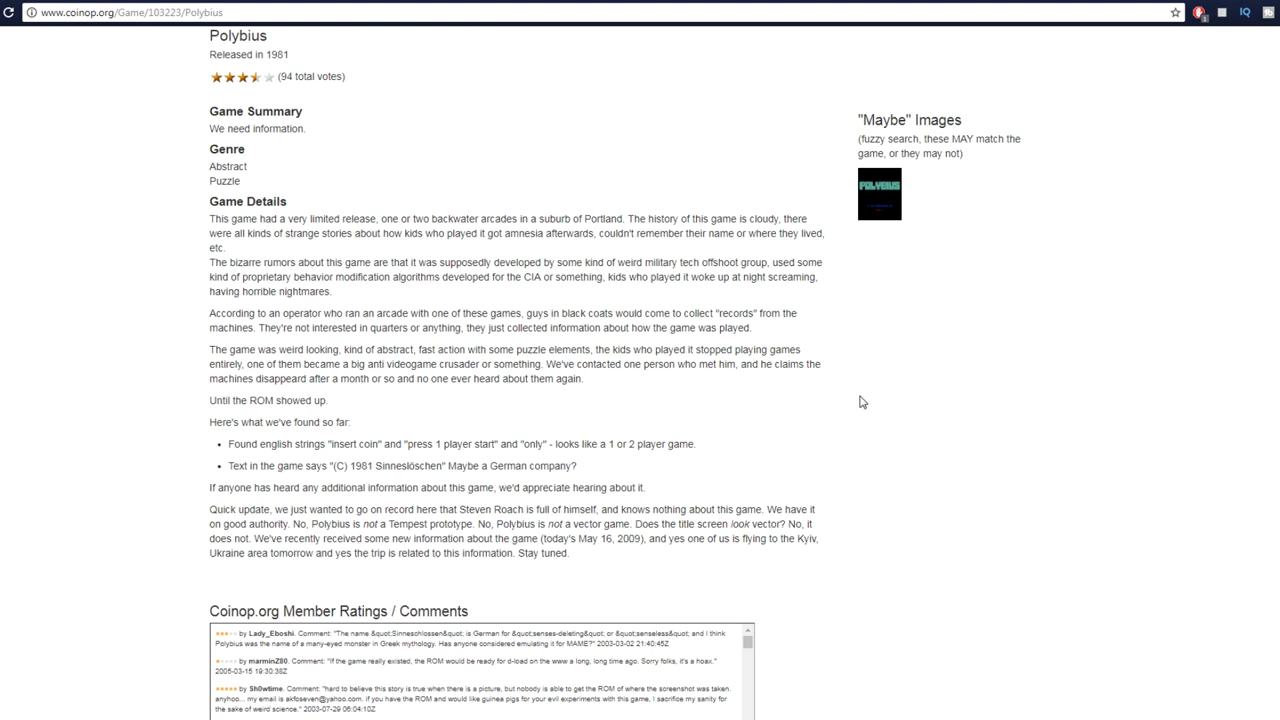 www.coinop.org/Game/103223/Polybius
Polybius
Released in 1981
(94 total votes)
Game Summary
We need information.
Genre
Abstract
Puzzle
Game Details
This game had a very limited release, one or two backwater arcades in a suburb of Portland. The history of this game is cloudy, there
were all kinds of strange stories about how kids who played it got amnesia afterwards, couldn't remember their name or where they lived,
etc.
The bizarre rumors about this game are that it was supposedly developed by some kind of weird military tech offshoot group, used some
kind of proprietary behavior modification algorithms developed for the CIA or something, kids who played it woke up at night screaming,
having horrible nightmares.
According to an operator who ran an arcade with one of these games, guys in black coats would come to collect "records" from the
machines. They're not interested in quarters or anything, they just collected information about how the game was played.
The game was weird looking, kind of abstract, fast action with some puzzle elements, the kids who played it stopped playing games
entirely, one of them became a big anti videogame crusader or something. We've contacted one person who met him, and he claims the
machines disappeared after a month or so and no one ever heard about them again.
Until the ROM showed up.
Here's what we've found so far:
• Found english strings "insert coin" and "press 1 player start" and "only" - looks like a 1 or 2 player game.
• Text in the game says "(C) 1981 Sinneslöschen" Maybe a German company?
If anyone has heard any additional information about this game, we'd appreciate hearing about it.
Quick update, we just wanted to go on record here that Steven Roach is full of himself, and knows nothing about this game. We have it
on good authority. No, Polybius is not a Tempest prototype. No, Polybius is not a vector game. Does the title screen look vector? No, it
does not. We've recently received some new information about the game (today's May 16, 2009), and yes one of us is flying to the Kyiv,
Ukraine area tomorrow and yes the trip is related to this information. Stay tuned.
"Maybe" Images
(fuzzy search, these MAY match the
game, or they may not)
POLYBIUS
Coinop.org Member Ratings / Comments
by Lady_Eboshi. Comment: "The name &quot;Sinneschlossen&quot; is German for &quot;senses-deleting&quot; or &quot;senseless&quot; and I think
Polybius was the name of a many-eyed monster in Greek mythology. Has anyone considered emulating it for MAME?" 2003-03-02 21:40:45Z
by marminZ80. Comment: "If the game really existed, the ROM would be ready for d-load on the www a long, long time ago. Sorry folks, it's a hoax."
2005-03-15 19:30:38Z
by Sh0wtime. Comment: "hard to believe this story is true when there is a picture, but nobody is able to get the ROM of where the screenshot was taken.
anyhoo... my email is akfoseven@yahoo.com. if you have the ROM and would like guinea pigs for your evil experiments with this game, I sacrifice my sanity for
the sake of weird science." 2003-07-29 06:04:10Z